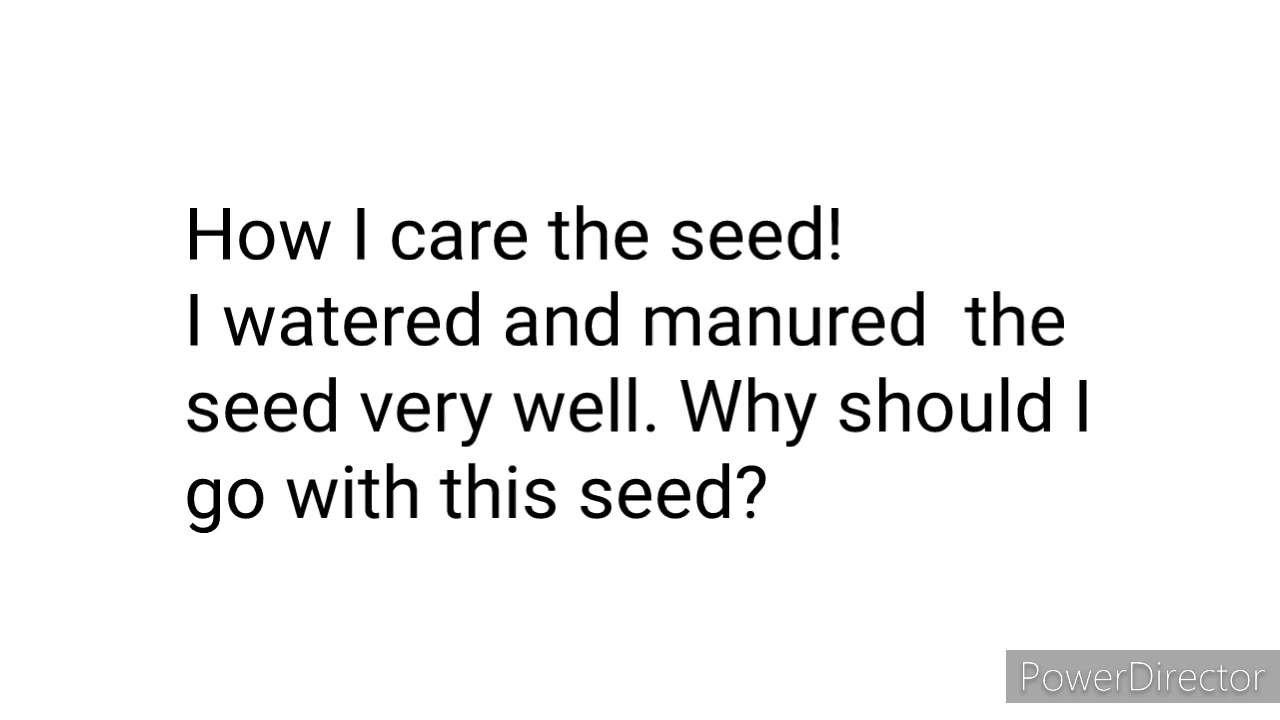 How I care the seed!
I watered and manured  the
seed very well. Why should I
go with this seed?
PowerDirector